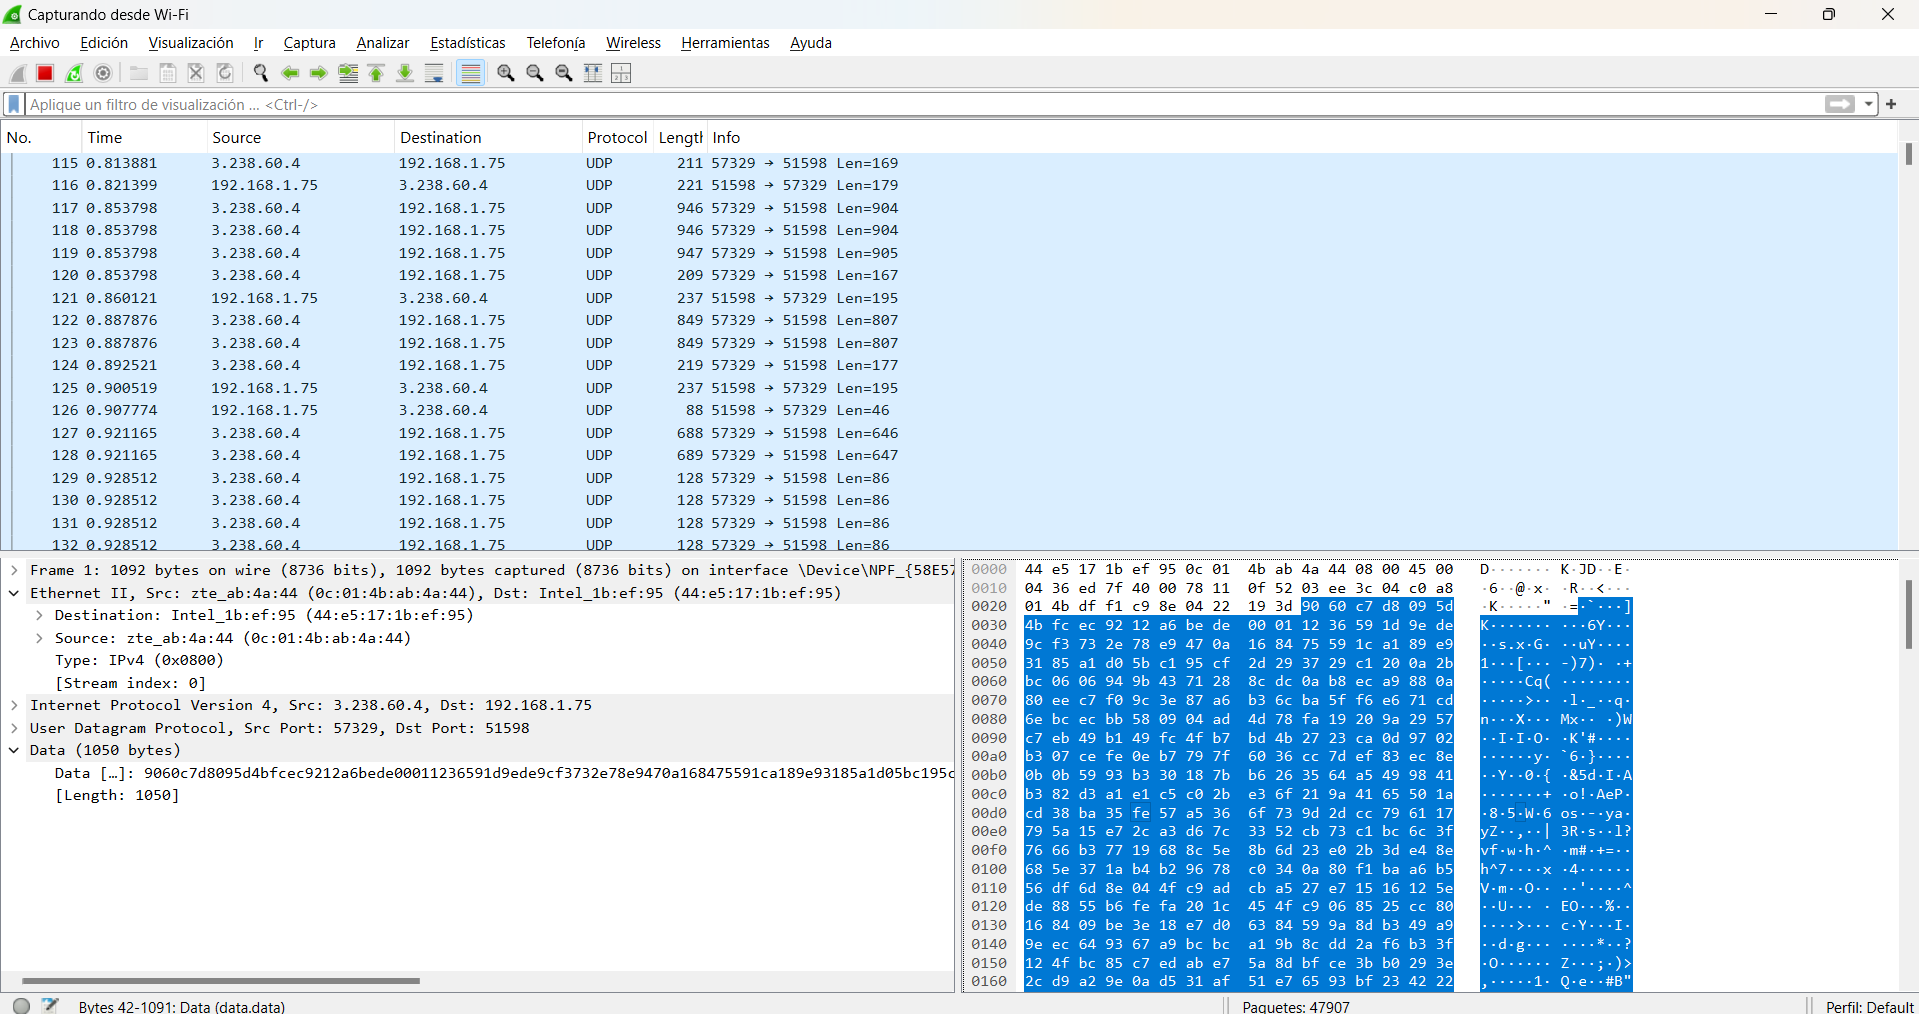 Capturando desde Wi-Fi
Archivo Edición Visualización Ir Captura Analizar Estadísticas Telefonía Wireless Herramientas Ayuda
Aplique un filtro de visualización ... <Ctrl-/>
No. Time Source Destination Protocol Length Info
115 0.813881 3.238.60.4 192.168.1.75 UDP 211 57329 → 51598 Len=169
116 0.821399 192.168.1.75 3.238.60.4 UDP 221 51598 → 57329 Len=179
117 0.853798 3.238.60.4 192.168.1.75 UDP 946 57329 → 51598 Len=904
118 0.853798 3.238.60.4 192.168.1.75 UDP 946 57329 → 51598 Len=904
119 0.853798 3.238.60.4 192.168.1.75 UDP 947 57329 → 51598 Len=905
120 0.853798 3.238.60.4 192.168.1.75 UDP 209 57329 → 51598 Len=167
121 0.860121 192.168.1.75 3.238.60.4 UDP 237 51598 → 57329 Len=195
122 0.887876 3.238.60.4 192.168.1.75 UDP 849 57329 → 51598 Len=807
123 0.887876 3.238.60.4 192.168.1.75 UDP 849 57329 → 51598 Len=807
124 0.892521 3.238.60.4 192.168.1.75 UDP 219 57329 → 51598 Len=177
125 0.900519 192.168.1.75 3.238.60.4 UDP 237 51598 → 57329 Len=195
126 0.907774 192.168.1.75 3.238.60.4 UDP 88 51598 → 57329 Len=46
127 0.921165 3.238.60.4 192.168.1.75 UDP 688 57329 → 51598 Len=646
128 0.921165 3.238.60.4 192.168.1.75 UDP 689 57329 → 51598 Len=647
129 0.928512 3.238.60.4 192.168.1.75 UDP 128 57329 → 51598 Len=86
130 0.928512 3.238.60.4 192.168.1.75 UDP 128 57329 → 51598 Len=86
131 0.928512 3.238.60.4 192.168.1.75 UDP 128 57329 → 51598 Len=86
132 0.928512 3.238.60.4 192.168.1.75 UDP 128 57329 → 51598 Len=86
Frame 1: 1092 bytes on wire (8736 bits), 1092 bytes captured (8736 bits) on interface \Device\NPF_{58E57
Ethernet II, Src: zte_ab:4a:44 (0c:01:4b:ab:4a:44), Dst: Intel_1b:ef:95 (44:e5:17:1b:ef:95)
Destination: Intel_1b:ef:95 (44:e5:17:1b:ef:95)
Source: zte_ab:4a:44 (0c:01:4b:ab:4a:44)
Type: IPv4 (0x0800)
[Stream index: 0]
Internet Protocol Version 4, Src: 3.238.60.4, Dst: 192.168.1.75
User Datagram Protocol, Src Port: 57329, Dst Port: 51598
Data (1050 bytes)
Data […]: 9060c7d8095d4bfcec9212a6bede00011236591d9ede9cf3732e78e9470a168475591ca189e93185a1d05bc195c
[Length: 1050]
0000 44 e5 17 1b ef 95 0c 01 4b ab 4a 44 08 00 45 00 D······· K·JD··E·
0010 04 36 ed 7f 40 00 78 11 0f 52 03 ee 3c 04 c0 a8 ·6··@·x· ·R··<···
0020 01 4b df f1 c9 8e 04 22 19 3d 90 60 c7 d8 09 5d ·K·····" ·=·`···]
0030 4b fc ec 92 12 a6 be de 00 01 12 36 59 1d 9e de K······· ···6Y···
0040 9c f3 73 2e 78 e9 47 0a 16 84 75 59 1c a1 89 e9 ··s.x·G· ··uY····
0050 31 85 a1 d0 5b c1 95 cf 2d 29 37 29 c1 20 0a 2b 1···[··· -)7)· ·+
0060 bc 06 06 94 9b 43 71 28 8c dc 0a b8 ec a9 88 0a ·····Cq( ········
0070 80 ee c7 f0 9c 3e 87 a6 b3 6c ba 5f f6 e6 71 cd ·····>·· ·l·_··q·
0080 6e bc ec bb 58 09 04 ad 4d 78 fa 19 20 9a 29 57 n···X··· Mx·· ·)W
0090 c7 eb 49 b1 49 fc 4f b7 bd 4b 27 23 ca 0d 97 02 ··I·I·O· ·K'#····
00a0 b3 07 ce fe 0e b7 79 7f 60 36 cc 7d ef 83 ec 8e ······y· `6·}····
00b0 0b 0b 59 93 b3 30 18 7b b6 26 35 64 a5 49 98 41 ··Y··0·{ ·&5d·I·A
00c0 b3 82 d3 a1 e1 c5 c0 2b e3 6f 21 9a 41 65 50 1a ·······+ ·o!·AeP·
00d0 cd 38 ba 35 fe 57 a5 36 6f 73 9d 2d cc 79 61 17 ·8·5·W·6 os·-·ya·
00e0 79 5a 15 e7 2c a3 d6 7c 33 52 cb 73 c1 bc 6c 3f yZ··,··| 3R·s··l?
00f0 76 66 b3 77 19 68 8c 5e 8b 6d 23 e0 2b 3d e4 8e vf·w·h·^ ·m#·+=··
0100 68 5e 37 1a b4 b2 96 78 c0 34 0a 80 f1 ba a6 b5 h^7····x ·4······
0110 56 df 6d 8e 04 4f c9 ad cb a5 27 e7 15 16 12 5e V·m··O·· ··'····^
0120 de 88 55 b6 fe fa 20 1c 45 4f c9 06 85 25 cc 80 ··U··· · EO···%··
0130 16 84 09 be 3e 18 e7 d0 63 84 59 9a 8d b3 49 a9 ····>··· c·Y···I·
0140 9e ec 64 93 67 a9 bc bc a1 9b 8c dd 2a f6 b3 3f ··d·g··· ····*··?
0150 12 4f bc 85 c7 ed ab e7 5a 8d bf ce 3b b0 29 3e ·O······ Z···;·)>
0160 2c d9 a2 9e 0a d5 31 af 51 e7 65 93 bf 23 42 22 ,·····1· Q·e··#B"
Bytes 42-1091: Data (data.data) Paquetes: 47907 Perfil: Default